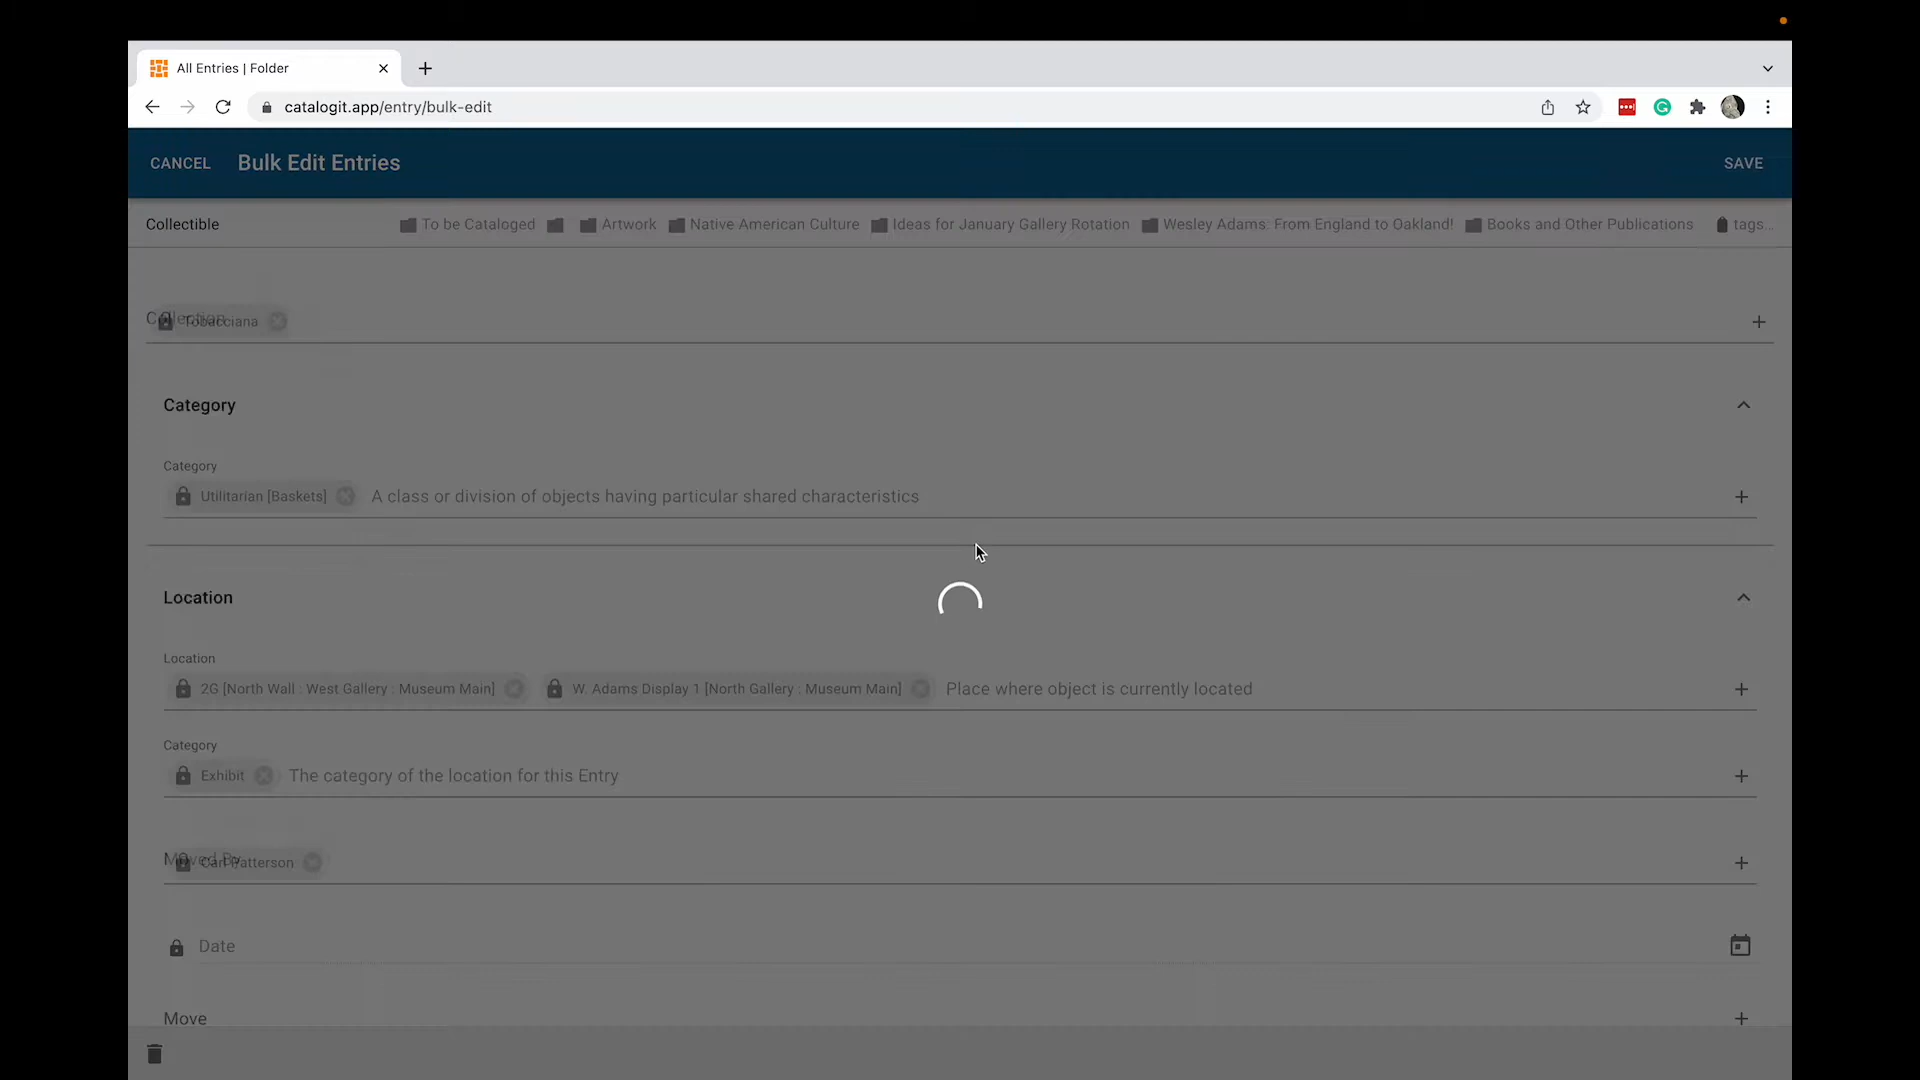 All Entries | Folder
catalogit.app/entry/bulk-edit
CANCEL Bulk Edit Entries SAVE
Collectible To be Cataloged Artwork Native American Culture Ideas for January Gallery Rotation Wesley Adams: From England to Oakland! Books and Other Publications tags...
Collection Tobacciana
Category
Category
Utilitarian [Baskets] A class or division of objects having particular shared characteristics
Location
Location
2G [North Wall : West Gallery : Museum Main] W. Adams Display 1 [North Gallery : Museum Main] Place where object is currently located
Category
Exhibit The category of the location for this Entry
Moved By Carl Patterson
Date
Move